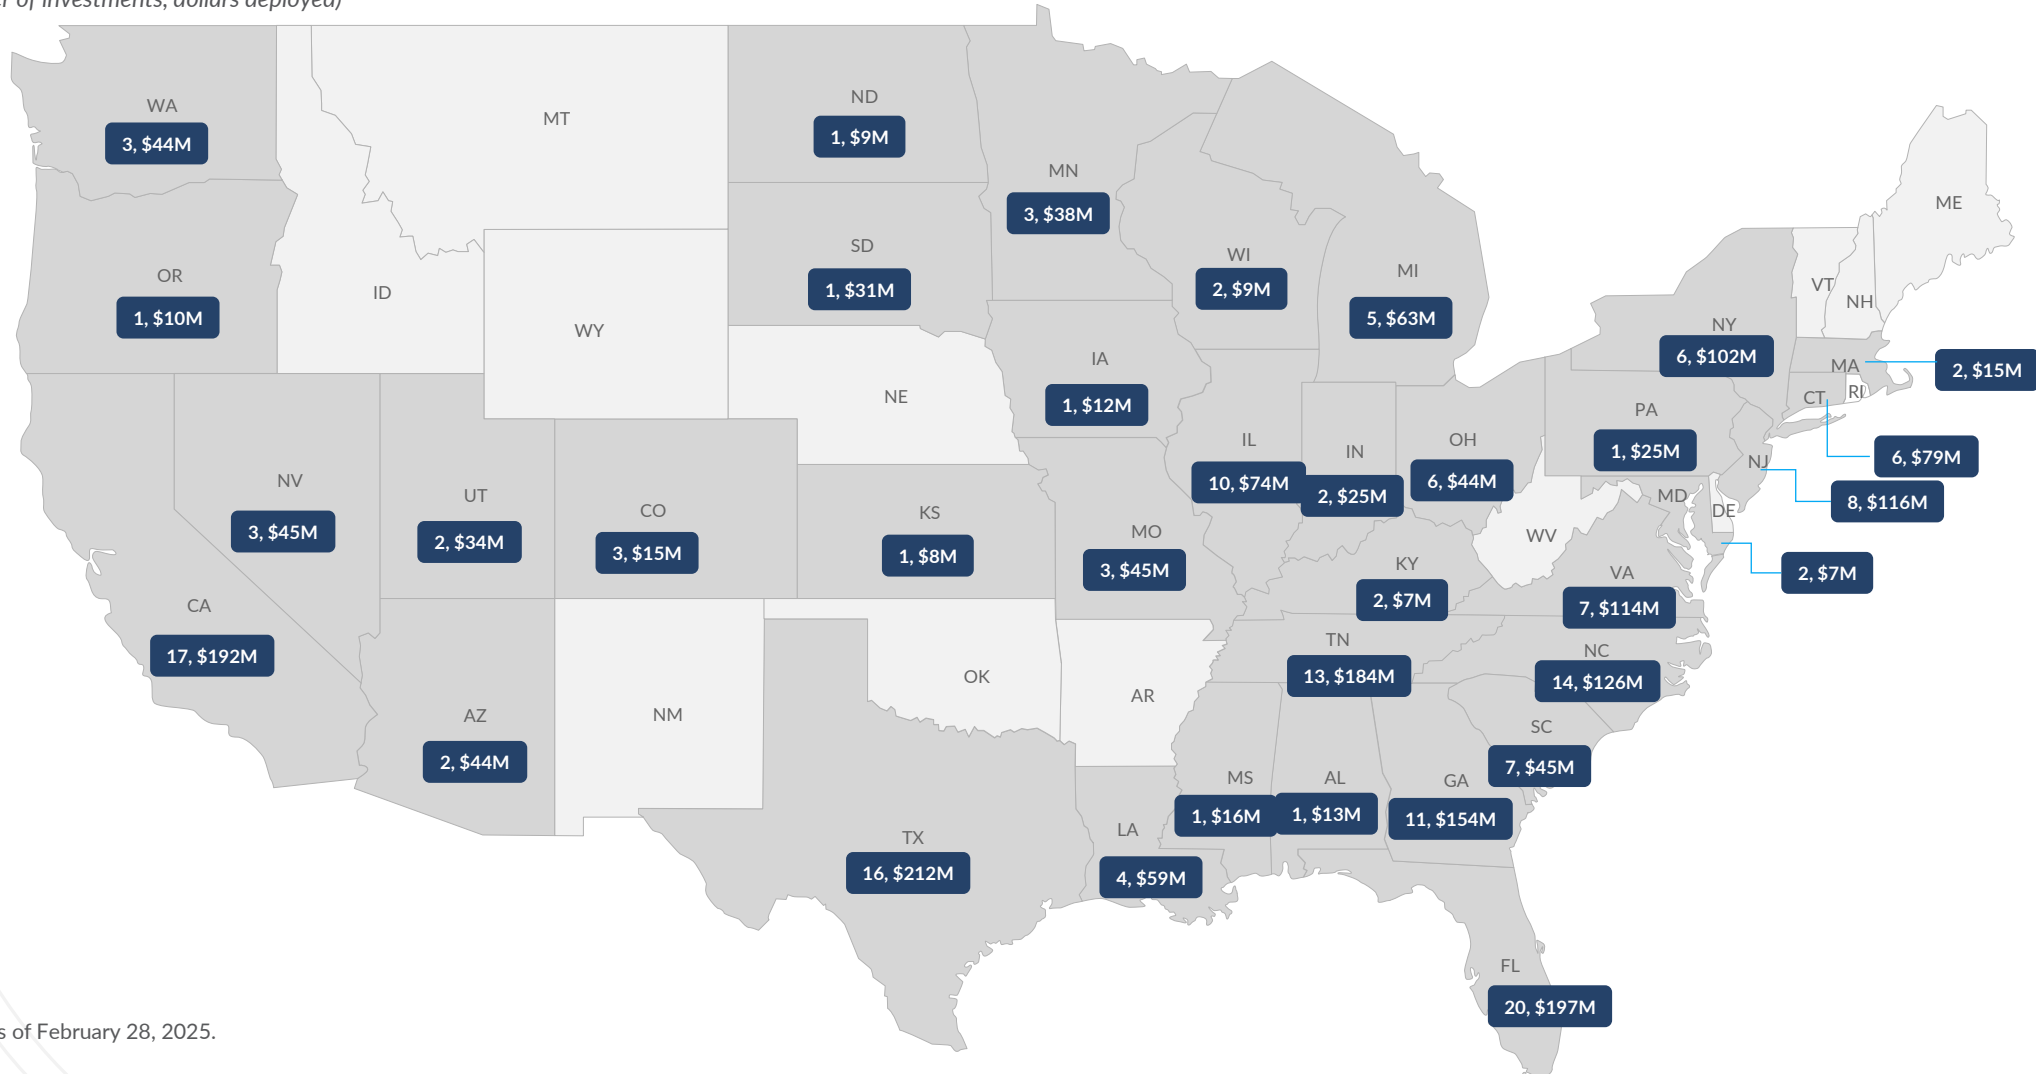 of investments, dollars deployed)
WA
3, $44M
MT
ND
1, $9M
MN
3, $38M
OR
1, $10M
ID
WY
SD
1, $31M
WI
2, $9M
MI
5, $63M
ME
VT
NH
NY
6, $102M
MA
2, $15M
CT
RI
6, $79M
NE
IA
1, $12M
PA
1, $25M
NJ
8, $116M
NV
3, $45M
UT
2, $34M
CO
3, $15M
KS
1, $8M
MO
3, $45M
IL
10, $74M
IN
2, $25M
OH
6, $44M
WV
MD
DE
2, $7M
CA
17, $192M
KY
2, $7M
VA
7, $114M
TN
13, $184M
NC
14, $126M
AZ
2, $44M
NM
OK
AR
SC
7, $45M
MS
1, $16M
AL
1, $13M
GA
11, $154M
TX
16, $212M
LA
4, $59M
FL
20, $197M
of February 28, 2025.